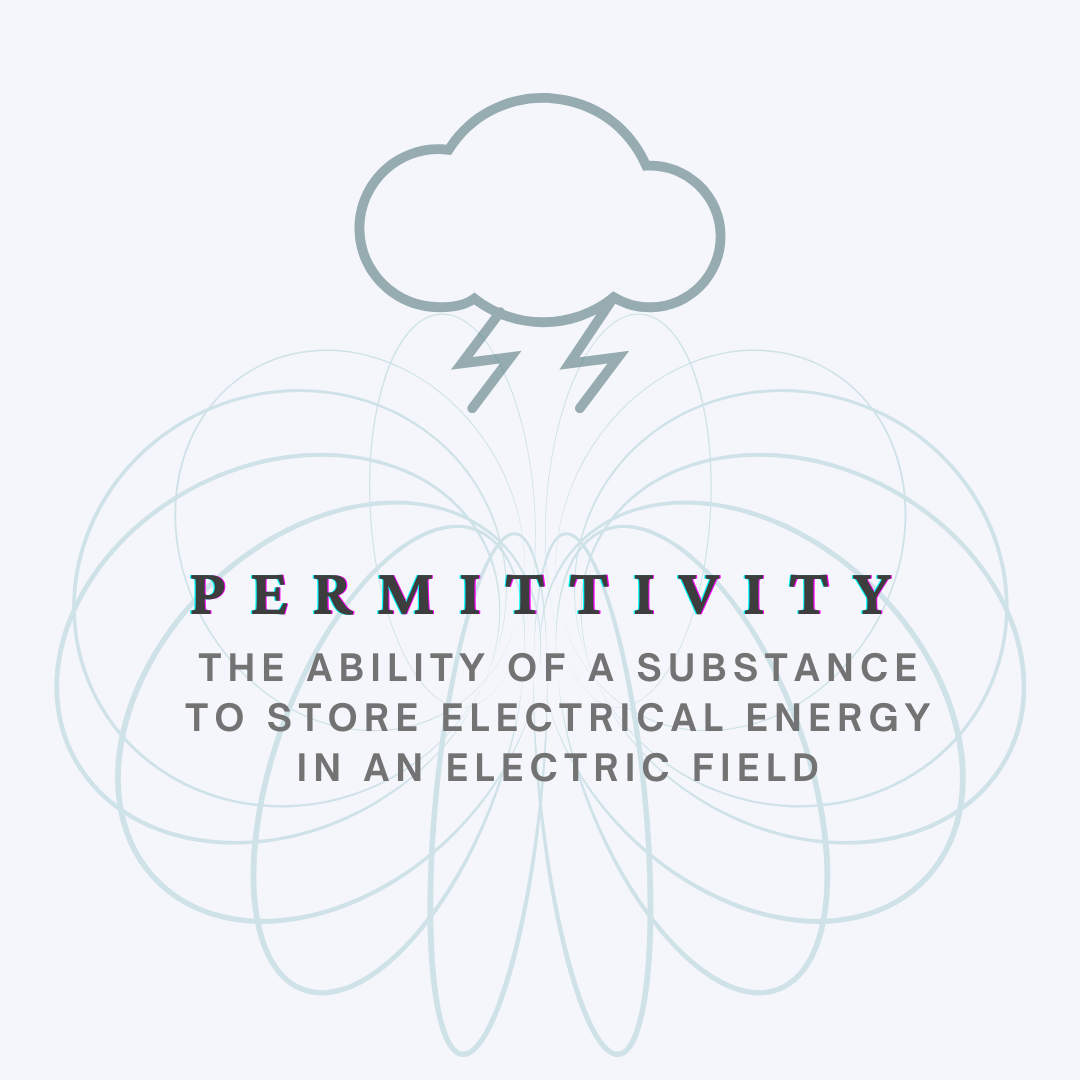 PERMITTIVITY
THE ABILITY OF A SUBSTANCE
TO STORE ELECTRICAL ENERGY
IN AN ELECTRIC FIELD